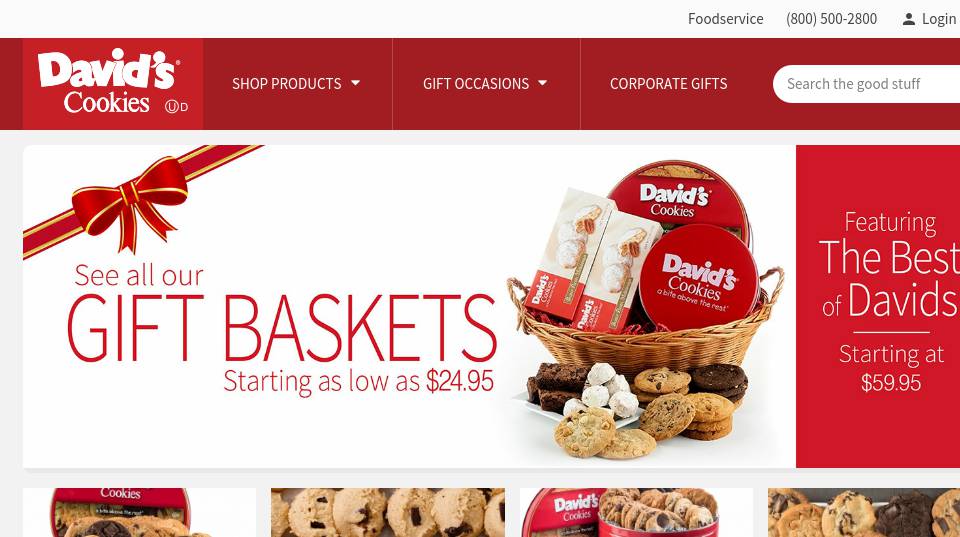 Foodservice (800) 500-2800 Login
David's
Cookies
UD
SHOP PRODUCTS GIFT OCCASIONS CORPORATE GIFTS Search the good stuff
See all our
GIFT BASKETS
Starting as low as $24.95
David's
Cookies
David's
Cookies
a bite above the rest
Featuring
The Best
of Davids
Starting at
$59.95
Cookies
David's
Cookies